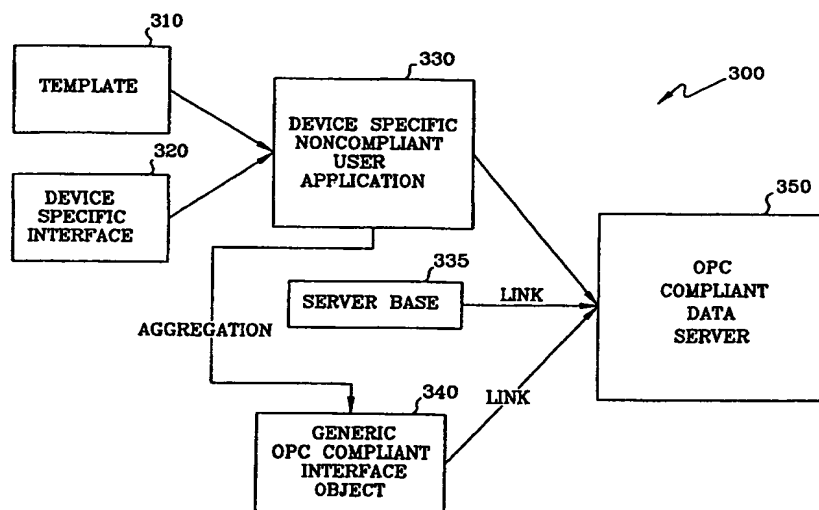 310
TEMPLATE
330
DEVICE SPECIFIC
NONCOMPLIANT
USER
APPLICATION
300
320
DEVICE
SPECIFIC
INTERFACE
350
OPC
COMPLIANT
DATA
SERVER
335
SERVER BASE
LINK
AGGREGATION
340
GENERIC
OPC COMPLIANT
INTERFACE
OBJECT
LINK